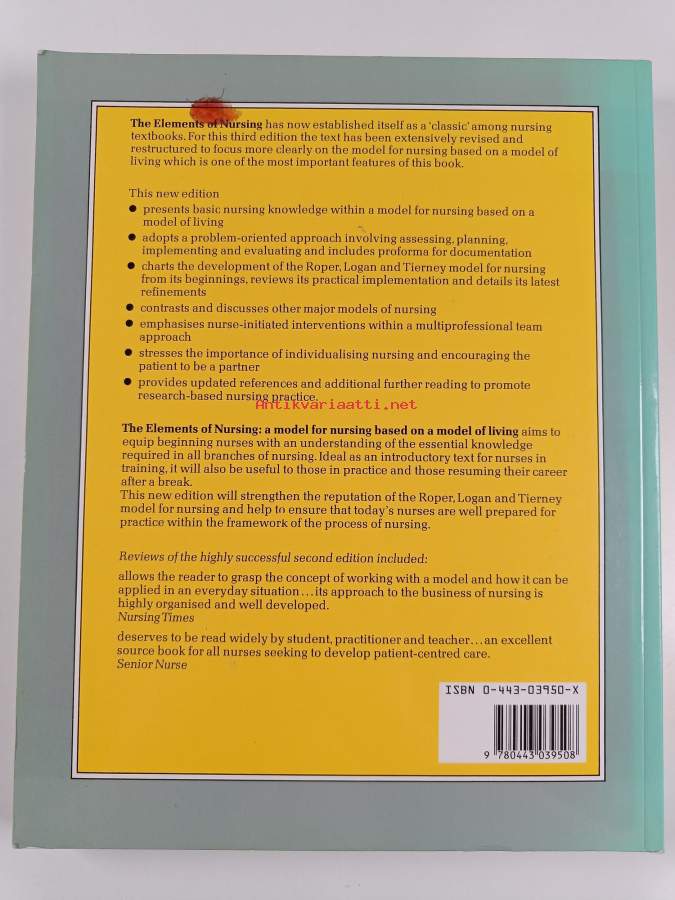 The Elements of Nursing has now established itself as a 'classic' among nursing
textbooks. For this third edition the text has been extensively revised and
restructured to focus more clearly on the model for nursing based on a model of
living which is one of the most important features of this book.
This new edition
● presents basic nursing knowledge within a model for nursing based on a
model of living
● adopts a problem-oriented approach involving assessing, planning,
implementing and evaluating and includes proforma for documentation
● charts the development of the Roper, Logan and Tierney model for nursing
from its beginnings, reviews its practical implementation and details its latest
refinements
● contrasts and discusses other major models of nursing
● emphasises nurse-initiated interventions within a multiprofessional team
approach
● stresses the importance of individualising nursing and encouraging the
patient to be a partner
● provides updated references and additional further reading to promote
research-based nursing practice.
Antikvariaatti.net
The Elements of Nursing: a model for nursing based on a model of living aims to
equip beginning nurses with an understanding of the essential knowledge
required in all branches of nursing. Ideal as an introductory text for nurses in
training, it will also be useful to those in practice and those resuming their career
after a break.
This new edition will strengthen the reputation of the Roper, Logan and Tierney
model for nursing and help to ensure that today's nurses are well prepared for
practice within the framework of the process of nursing.
Reviews of the highly successful second edition included:
allows the reader to grasp the concept of working with a model and how it can be
applied in an everyday situation...its approach to the business of nursing is
highly organised and well developed.
Nursing Times
deserves to be read widely by student, practitioner and teacher...an excellent
source book for all nurses seeking to develop patient-centred care.
Senior Nurse
ISBN 0-443-03950-X
9 780443 039508